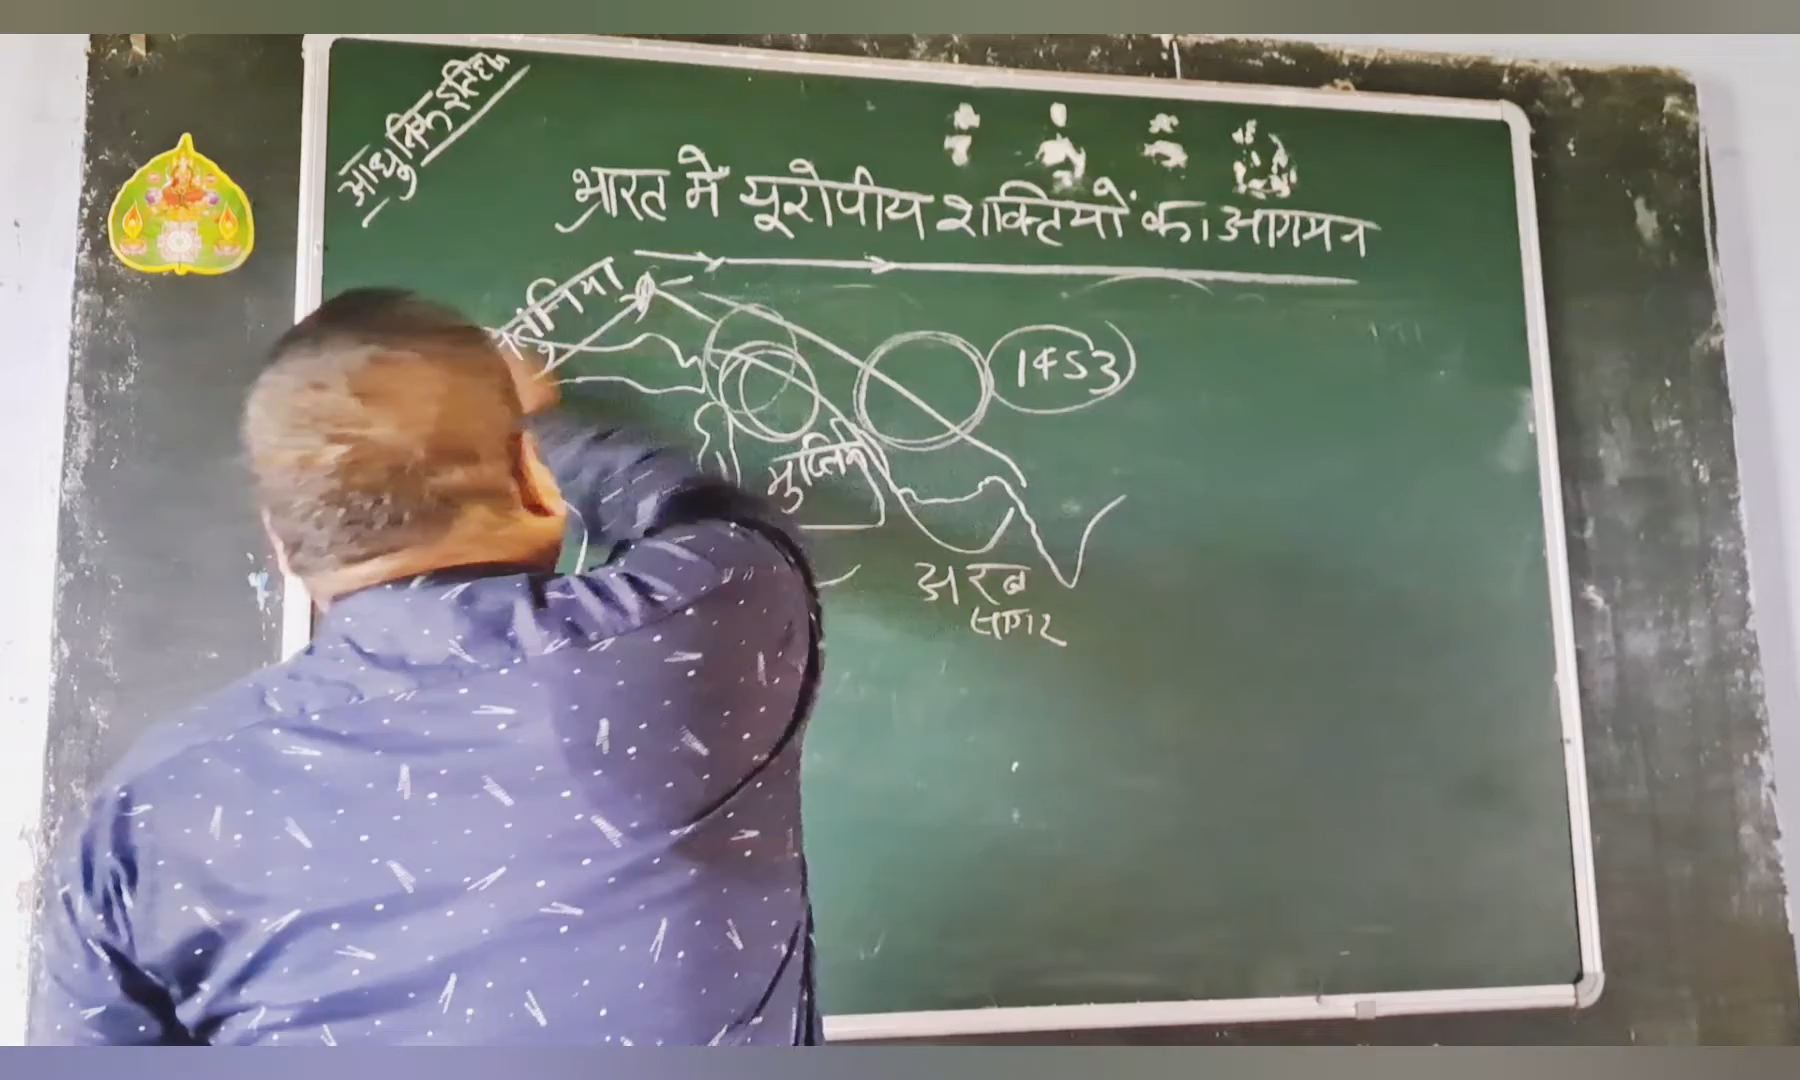 आधुनिक इतिहास
भारत में यूरोपीय शक्तियों का आगमन
1453
अरब
सागर